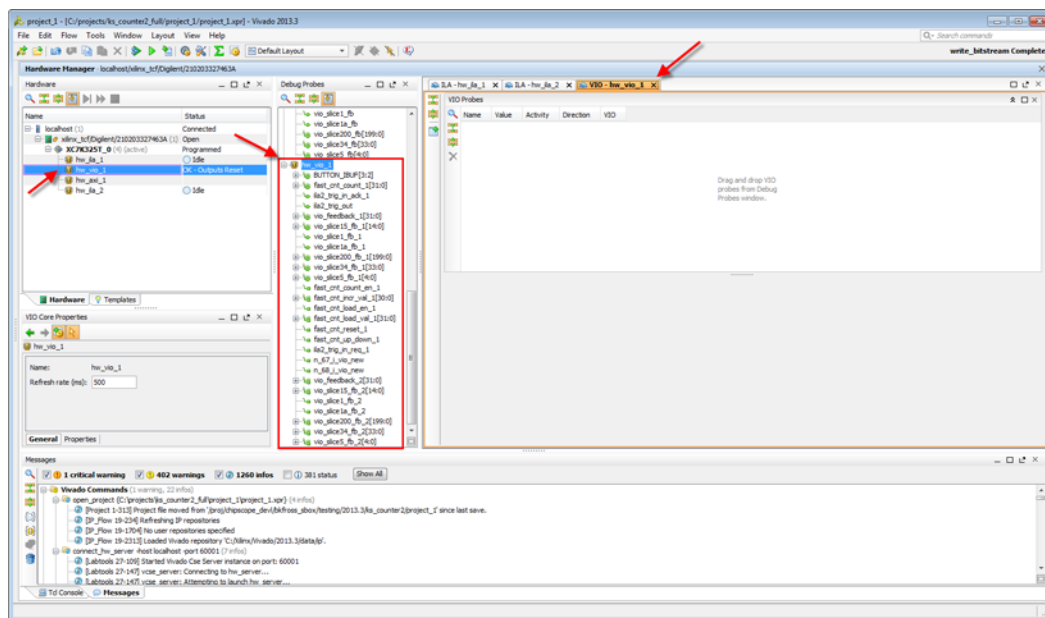 project_1 - [C:/projects/ks_counter2_full/project_1/project_1.xpr] - Vivado 2013.3
File Edit Flow Tools Window Layout View Help
Search commands
Default Layout
write_bitstream Complete
Hardware Manager - localhost/xilinx_tcf/Digilent/210203327463A
Hardware
Name Status
localhost (1) Connected
xilinx_tcf/Digilent/210203327463A (1) Open
XC7K325T_0 (4) (active) Programmed
hw_ila_1 Idle
hw_vio_1 OK - Outputs Reset
hw_axi_1
hw_ila_2 Idle
Hardware Templates
VIO Core Properties
hw_vio_1
Name: hw_vio_1
Refresh rate (ms): 500
General Properties
Debug Probes
vio_slice1_fb
vio_slice1a_fb
vio_slice200_fb[199:0]
vio_slice34_fb[33:0]
vio_slice5_fb[4:0]
hw_vio_1
BUTTON_IBUF[3:2]
fast_cnt_count_1[31:0]
ila2_trig_in_ack_1
ila2_trig_out
vio_feedback_1[31:0]
vio_slice15_fb_1[14:0]
vio_slice1_fb_1
vio_slice1a_fb_1
vio_slice200_fb_1[199:0]
vio_slice34_fb_1[33:0]
vio_slice5_fb_1[4:0]
fast_cnt_count_en_1
fast_cnt_incr_val_1[30:0]
fast_cnt_load_en_1
fast_cnt_load_val_1[31:0]
fast_cnt_reset_1
fast_cnt_up_down_1
ila2_trig_in_req_1
n_67_i_vio_new
n_68_i_vio_new
vio_feedback_2[31:0]
vio_slice15_fb_2[14:0]
vio_slice1_fb_2
vio_slice1a_fb_2
vio_slice200_fb_2[199:0]
vio_slice34_fb_2[33:0]
vio_slice5_fb_2[4:0]
ILA - hw_ila_1 ILA - hw_ila_2 VIO - hw_vio_1
VIO Probes
Name Value Activity Direction VIO
Drag and drop VIO
probes from Debug
Probes window.
Messages
1 critical warning 402 warnings 1260 infos 381 status Show All
Vivado Commands (1 warning, 22 infos)
open_project {C:/projects/ks_counter2_full/project_1/project_1.xpr} (4 infos)
[Project 1-313] Project file moved from '/proj/chipscope_devl/bkfross_sbox/testing/2013.3/ks_counter2/project_1' since last save.
[IP_Flow 19-234] Refreshing IP repositories
[IP_Flow 19-1704] No user repositories specified
[IP_Flow 19-2313] Loaded Vivado repository 'C:/Xilinx/Vivado/2013.3/data/ip'.
connect_hw_server -host localhost -port 60001 (7 infos)
[Labtools 27-109] Started Vivado Cse Server instance on port: 60001
[Labtools 27-147] vcse_server: Connecting to hw_server...
[Labtools 27-147] vcse_server: Attempting to launch hw_server...
Tcl Console Messages